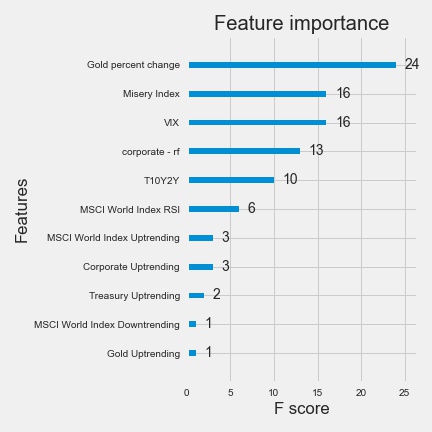 Feature importance
Gold percent change 24
Misery Index 16
VIX 16
corporate - rf 13
T10Y2Y 10
MSCI World Index RSI 6
MSCI World Index Uptrending 3
Corporate Uptrending 3
Treasury Uptrending 2
MSCI World Index Downtrending 1
Gold Uptrending 1
Features
0 5 10 15 20 25
F score